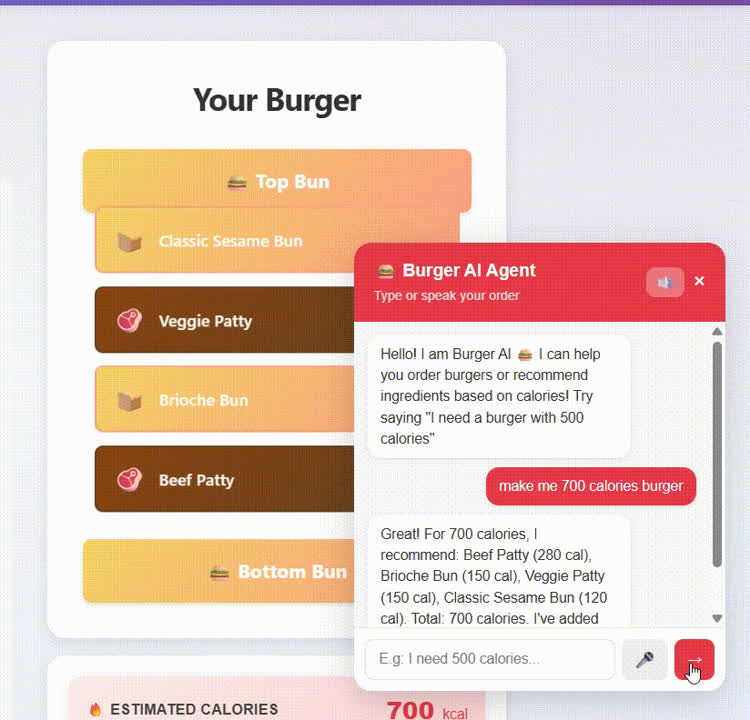 Your Burger
Top Bun
Classic Sesame Bun
Veggie Patty
Brioche Bun
Beef Patty
Bottom Bun
ESTIMATED CALORIES
700 kcal
Burger AI Agent
Type or speak your order
×
Hello! I am Burger AI 🍔 I can help
you order burgers or recommend
ingredients based on calories! Try
saying "I need a burger with 500
calories"
make me 700 calories burger
Great! For 700 calories, I
recommend: Beef Patty (280 cal),
Brioche Bun (150 cal), Veggie Patty
(150 cal), Classic Sesame Bun (120
cal). Total: 700 calories. I've added
E.g: I need 500 calories...
→